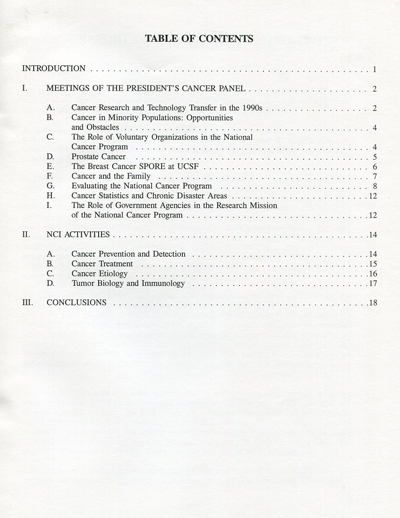 TABLE OF CONTENTS
INTRODUCTION . . . . . . . . . . . . . . . . . . . . . . . . . . . . . . . . . . . . . . . . 1
I. MEETINGS OF THE PRESIDENT'S CANCER PANEL . . . . . . . . . . . . . . . . . 2
A. Cancer Research and Technology Transfer in the 1990s . . . . . . . . . . . . . . . 2
B. Cancer in Minority Populations: Opportunities
and Obstacles . . . . . . . . . . . . . . . . . . . . . . . . . . . . . . . . . . 4
C. The Role of Voluntary Organizations in the National
Cancer Program . . . . . . . . . . . . . . . . . . . . . . . . . . . . . . . . . 4
D. Prostate Cancer . . . . . . . . . . . . . . . . . . . . . . . . . . . . . . . . . 5
E. The Breast Cancer SPORE at UCSF . . . . . . . . . . . . . . . . . . . . . . . . 6
F. Cancer and the Family . . . . . . . . . . . . . . . . . . . . . . . . . . . . . . 7
G. Evaluating the National Cancer Program . . . . . . . . . . . . . . . . . . . . . . 8
H. Cancer Statistics and Chronic Disaster Areas . . . . . . . . . . . . . . . . . . . 12
I. The Role of Government Agencies in the Research Mission
of the National Cancer Program . . . . . . . . . . . . . . . . . . . . . . . . . . 12
II. NCI ACTIVITIES . . . . . . . . . . . . . . . . . . . . . . . . . . . . . . . . . . 14
A. Cancer Prevention and Detection . . . . . . . . . . . . . . . . . . . . . . . . . 14
B. Cancer Treatment . . . . . . . . . . . . . . . . . . . . . . . . . . . . . . . . 15
C. Cancer Etiology . . . . . . . . . . . . . . . . . . . . . . . . . . . . . . . . . 16
D. Tumor Biology and Immunology . . . . . . . . . . . . . . . . . . . . . . . . . . 17
III. CONCLUSIONS . . . . . . . . . . . . . . . . . . . . . . . . . . . . . . . . . . . 18